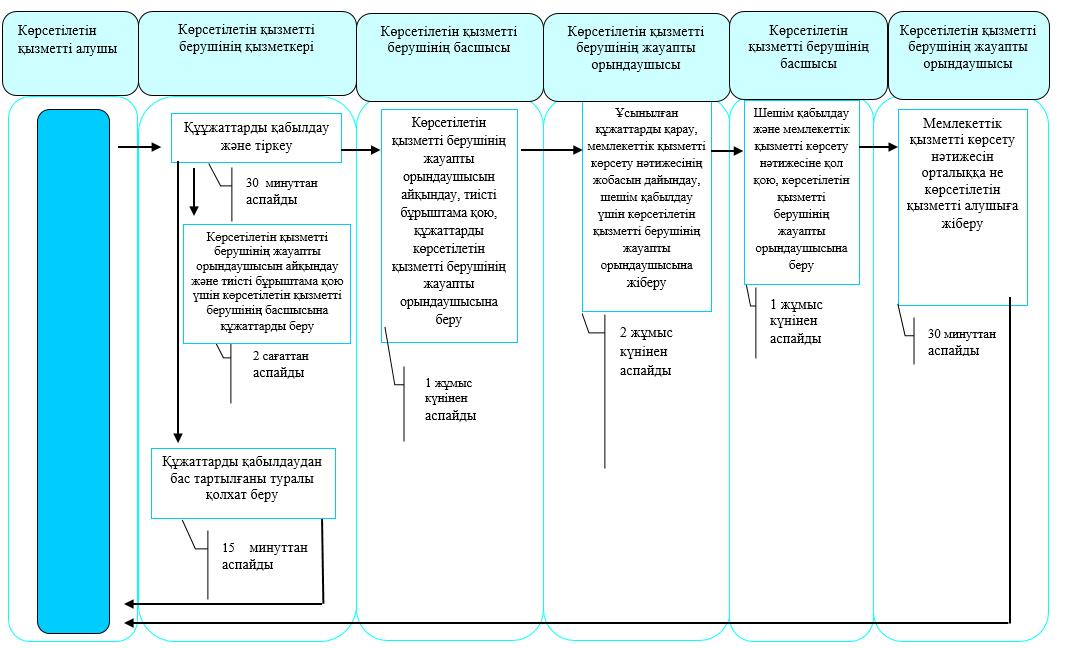 Көрсетілетін
қызметті алушы
Көрсетілетін қызметті
берушінің қызметкері
Көрсетілетін қызметті
берушінің басшысы
Көрсетілетін қызметті
берушінің жауапты
орындаушысы
Көрсетілетін
қызметті берушінің
басшысы
Көрсетілетін қызметті
берушінің жауапты
орындаушысы
Құұжаттарды қабылдау
және тіркеу
30 минуттан
аспайды
Көрсетілетін қызметті
берушінің жауапты
орындаушысын айқындау
және тиісті бұрыштама қою
үшін көрсетілетін қызметті
берушінің басшысына
құжаттарды беру
2 сағаттан
аспайды
Құжаттарды қабылдаудан
бас тартылғаны туралы
қолхат беру
15 минуттан
аспайды
Көрсетілетін
қызметті берушінің
жауапты
орындаушысын
айқындау, тиісті
бұрыштама қою,
құжаттарды
көрсетілетін
қызметті берушінің
жауапты
орындаушысына
беру
1 жұмыс
күнінен
аспайды
Ұсынылған
құжаттарды қарау,
мемлекеттік қызметті
көрсету нәтижесінің
жобасын дайындау,
шешім қабылдау
үшін көрсетілетін
қызметті берушінің
жауапты
орындаушысына
жіберу
2 жұмыс
күнінен
аспайды
Шешім қабылдау
және мемлекеттік
қызметті көрсету
нәтижесіне қол
қою, көрсетілетін
қызметті
берушінің
жауапты
орындаушысына
беру
1 жұмыс
күнінен
аспайды
Мемлекеттік
қызметті көрсету
нәтижесін
орталыққа не
көрсетілетін
қызметті алушыға
жіберу
30 минуттан
аспайды